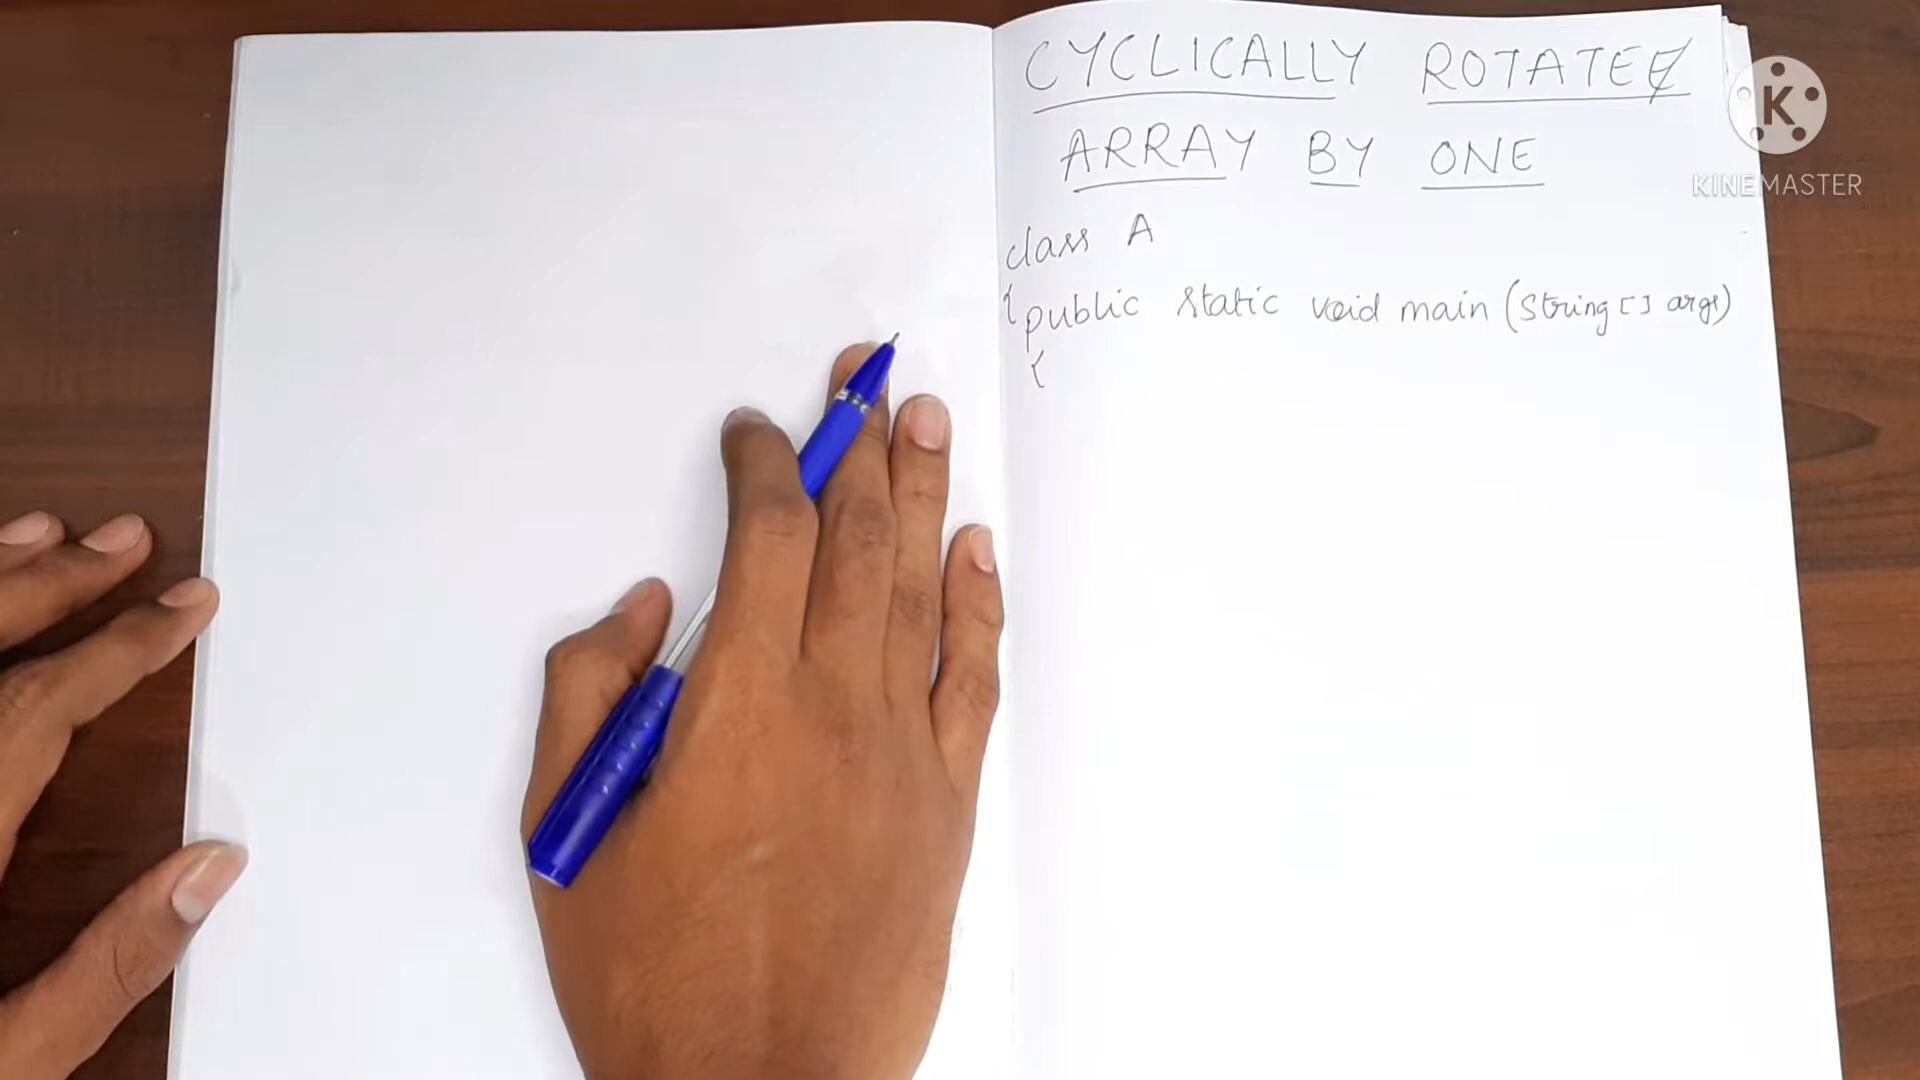 CYCLICALLY ROTATE
ARRAY BY ONE
class A
{ public static void main (String [] args)
{
K
KINEMASTER